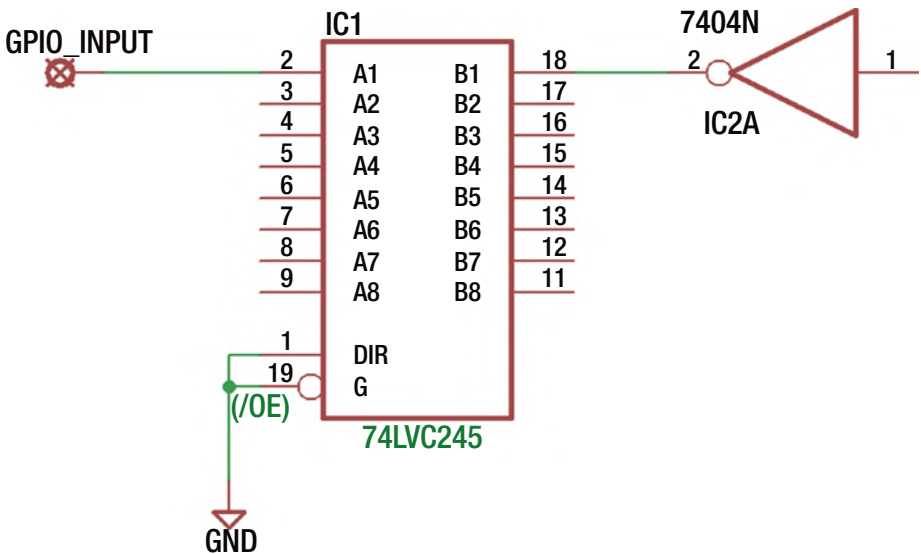 IC1
7404N
GPIO_INPUT
2 A1 B1 18 2 1
3 A2 B2 17
4 A3 B3 16
IC2A
5 A4 B4 15
6 A5 B5 14
7 A6 B6 13
8 A7 B7 12
9 A8 B8 11
1 DIR
19 G
(/OE)
74LVC245
GND